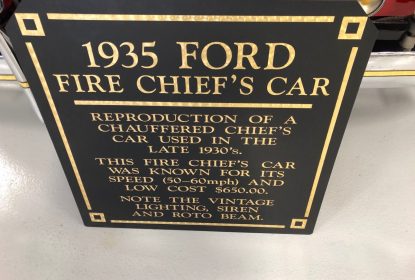 1935 FORD
FIRE CHIEF'S CAR
REPRODUCTION OF A
CHAUFFERED CHIEF'S
CAR USED IN THE
LATE 1930's.
THIS FIRE CHIEF'S CAR
WAS KNOWN FOR ITS
SPEED (50-60mph) AND
LOW COST $650.00.
NOTE THE VINTAGE
LIGHTING, SIREN
AND ROTO BEAM.